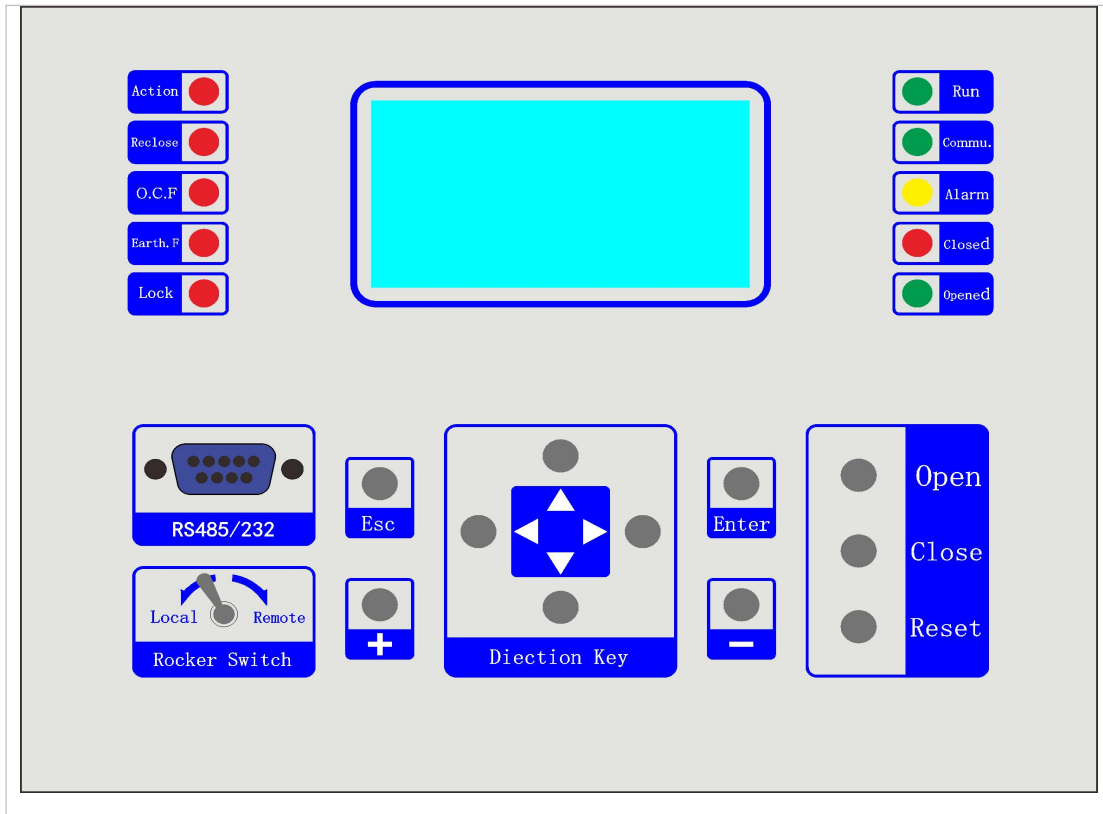 Action
Reclose
O.C.F
Earth.F
Lock
Run
Commu.
Alarm
Closed
Opened
RS485/232
Local
Remote
Rocker Switch
Esc
+
Diection Key
Enter
−
Open
Close
Reset